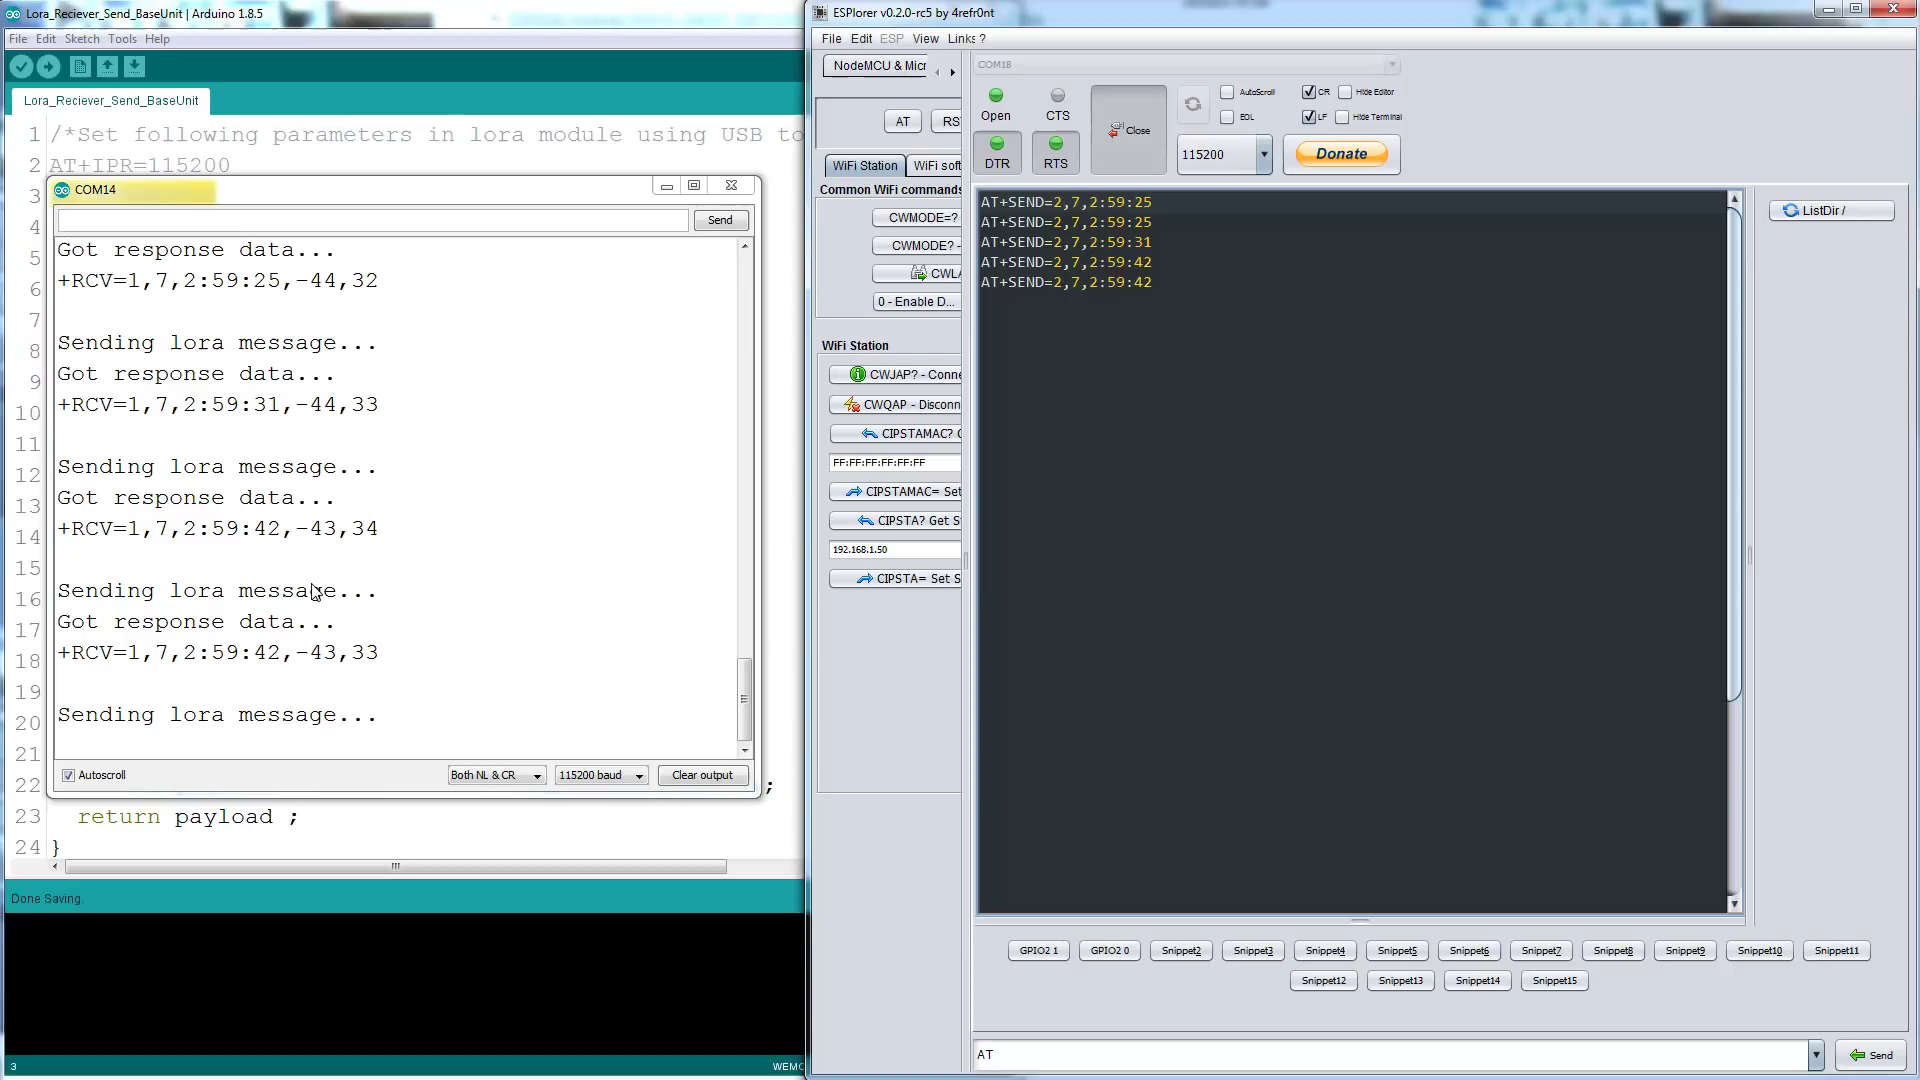 Lora_Reciever_Send_BaseUnit | Arduino 1.8.5
File Edit Sketch Tools Help
Lora_Reciever_Send_BaseUnit
1 /*Set following parameters in lora module using USB to
2 AT+IPR=115200
3
4
5
6
7
8
9
10
11
12
13
14
15
16
17
18
19
20
21
22 ;
23 return payload ;
24 }
COM14
Send
Got response data...
+RCV=1,7,2:59:25,-44,32
Sending lora message...
Got response data...
+RCV=1,7,2:59:31,-44,33
Sending lora message...
Got response data...
+RCV=1,7,2:59:42,-43,34
Sending lora message...
Got response data...
+RCV=1,7,2:59:42,-43,33
Sending lora message...
Autoscroll Both NL & CR 115200 baud Clear output
Done Saving.
3 WEMO
ESPlorer v0.2.0-rc5 by 4refr0nt
File Edit ESP View Links ?
NodeMCU & Micr
AT RS
WiFi Station WiFi soft
Common WiFi commands
CWMODE=?
CWMODE? -
CWLA
0 - Enable D...
WiFi Station
CWJAP? - Conne
CWQAP - Disconn
CIPSTAMAC? G
FF:FF:FF:FF:FF:FF
CIPSTAMAC= Set
CIPSTA? Get S
192.168.1.50
CIPSTA= Set S
COM18
Open CTS Close AutoScroll CR Hide Editor
EOL LF Hide Terminal
DTR RTS 115200 Donate
AT+SEND=2,7,2:59:25
AT+SEND=2,7,2:59:25
AT+SEND=2,7,2:59:31
AT+SEND=2,7,2:59:42
AT+SEND=2,7,2:59:42
ListDir /
GPIO2 1 GPIO2 0 Snippet2 Snippet3 Snippet4 Snippet5 Snippet6 Snippet7 Snippet8 Snippet9 Snippet10 Snippet11
Snippet12 Snippet13 Snippet14 Snippet15
AT Send